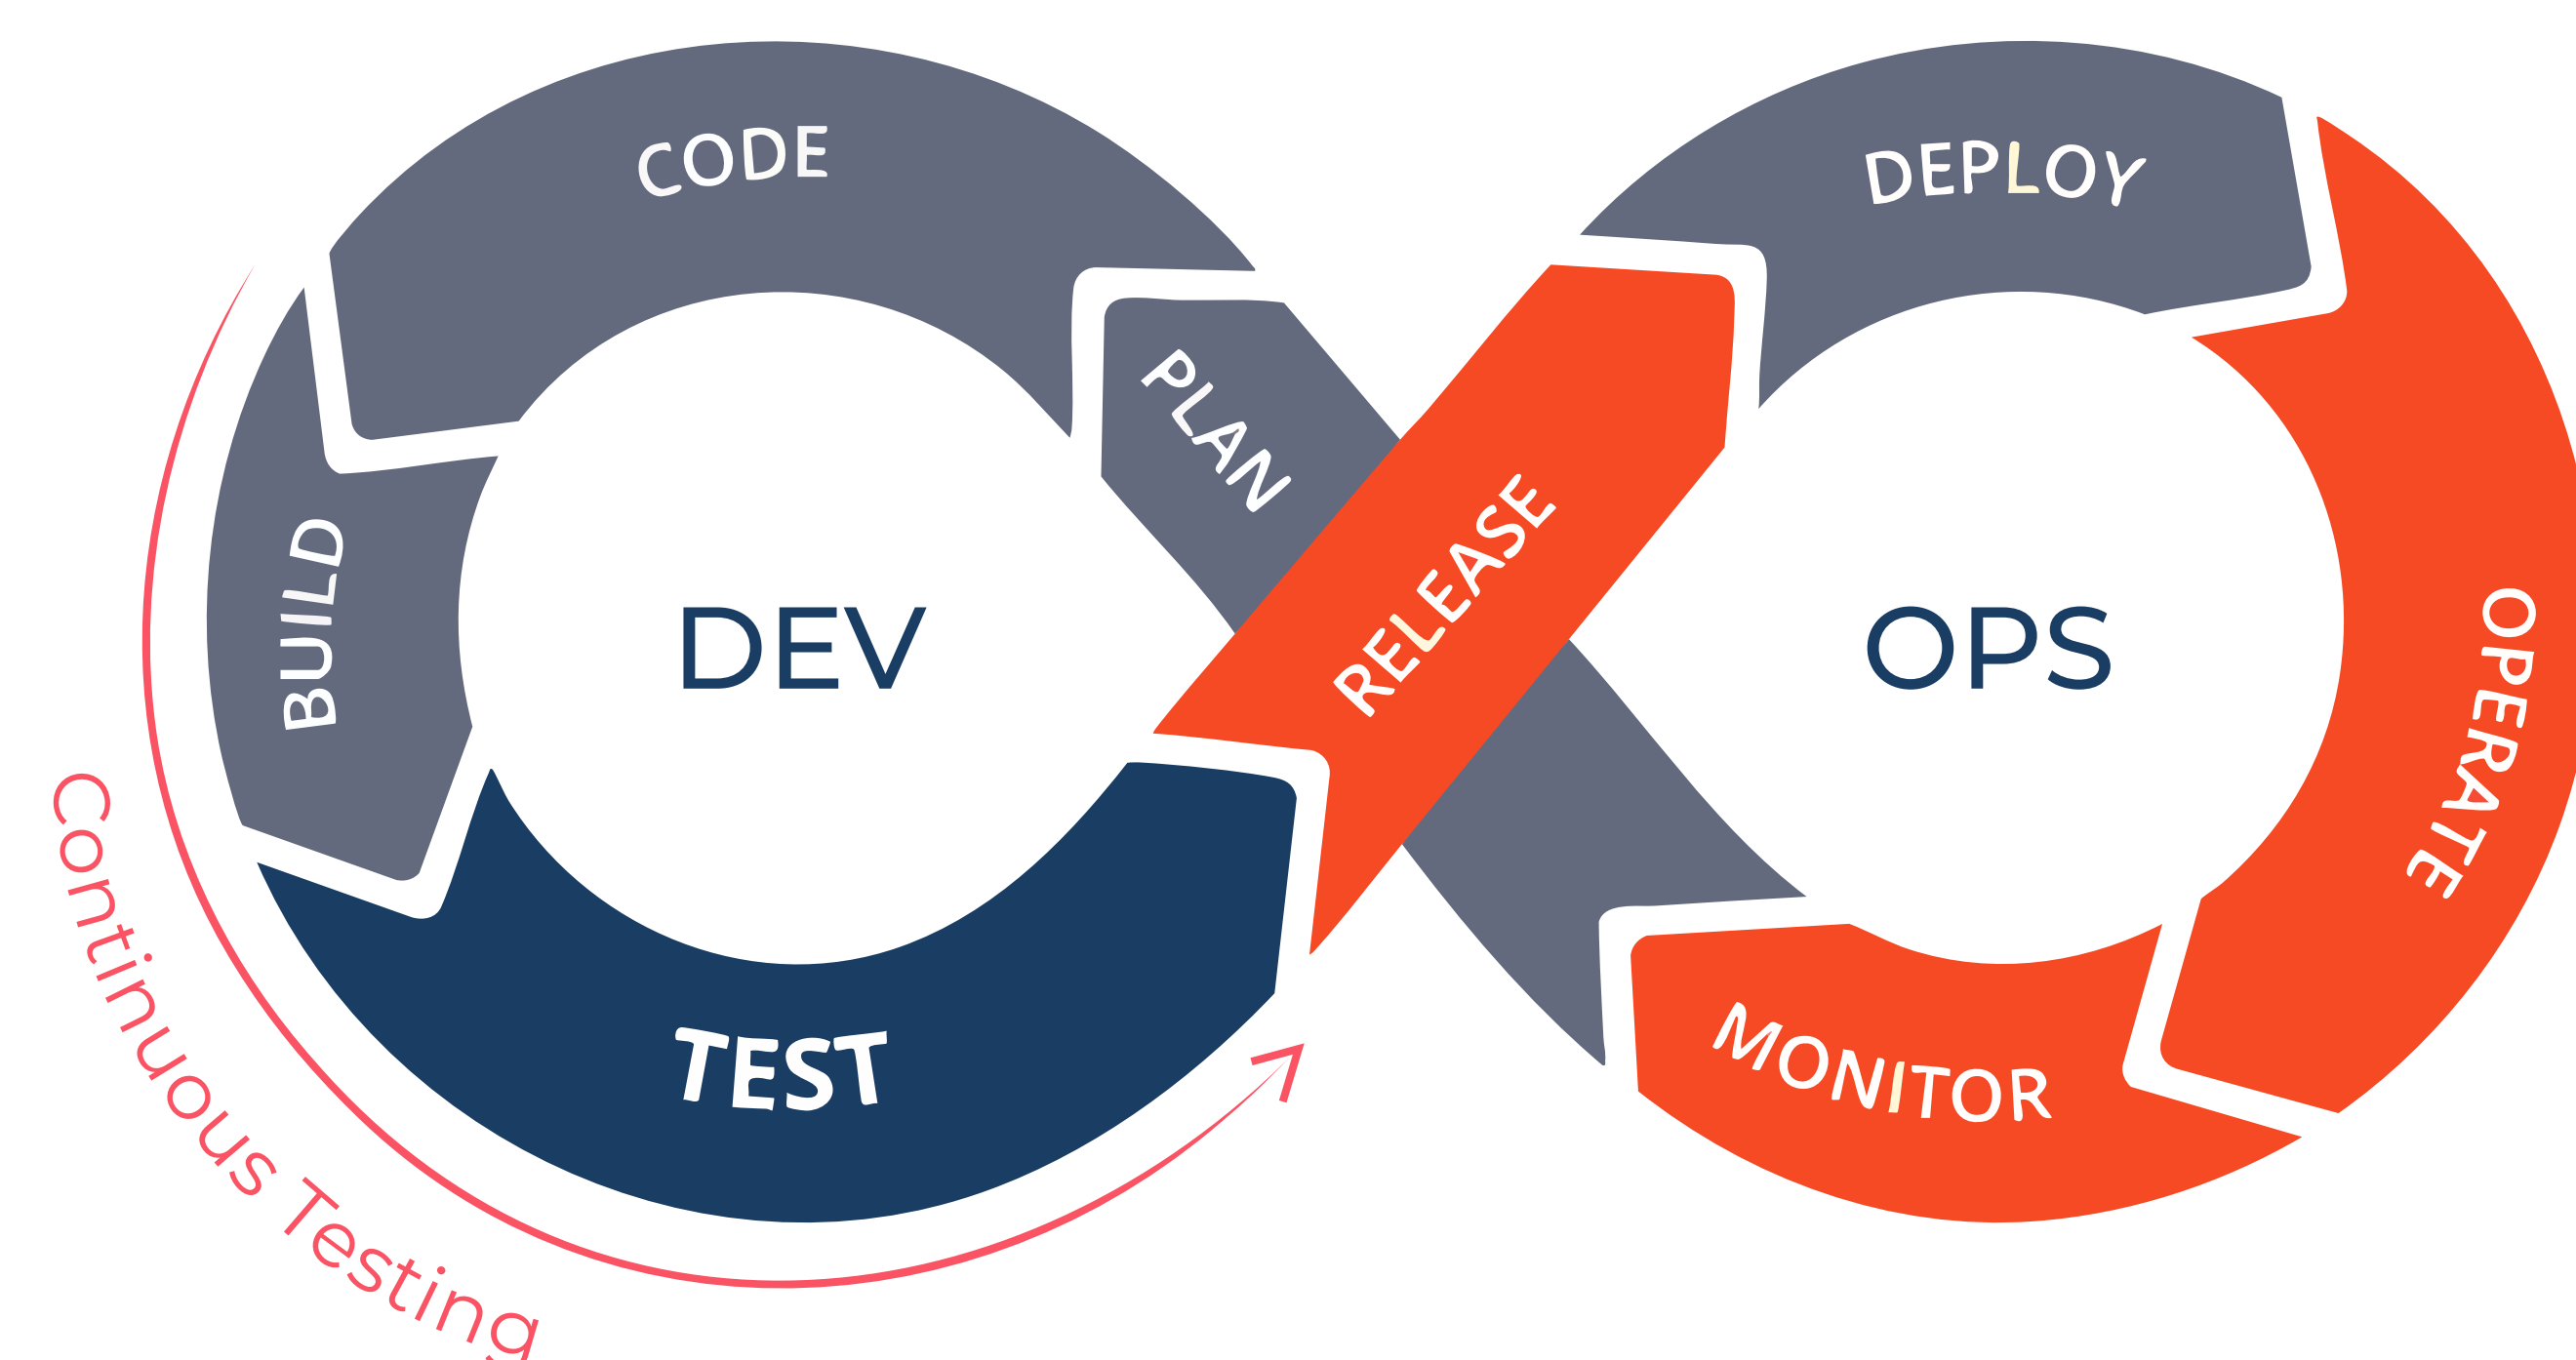 CODE
DEPLOY
PLAN
RELEASE
BUILD
DEV
OPS
OPERATE
TEST
MONITOR
Continuous Testing